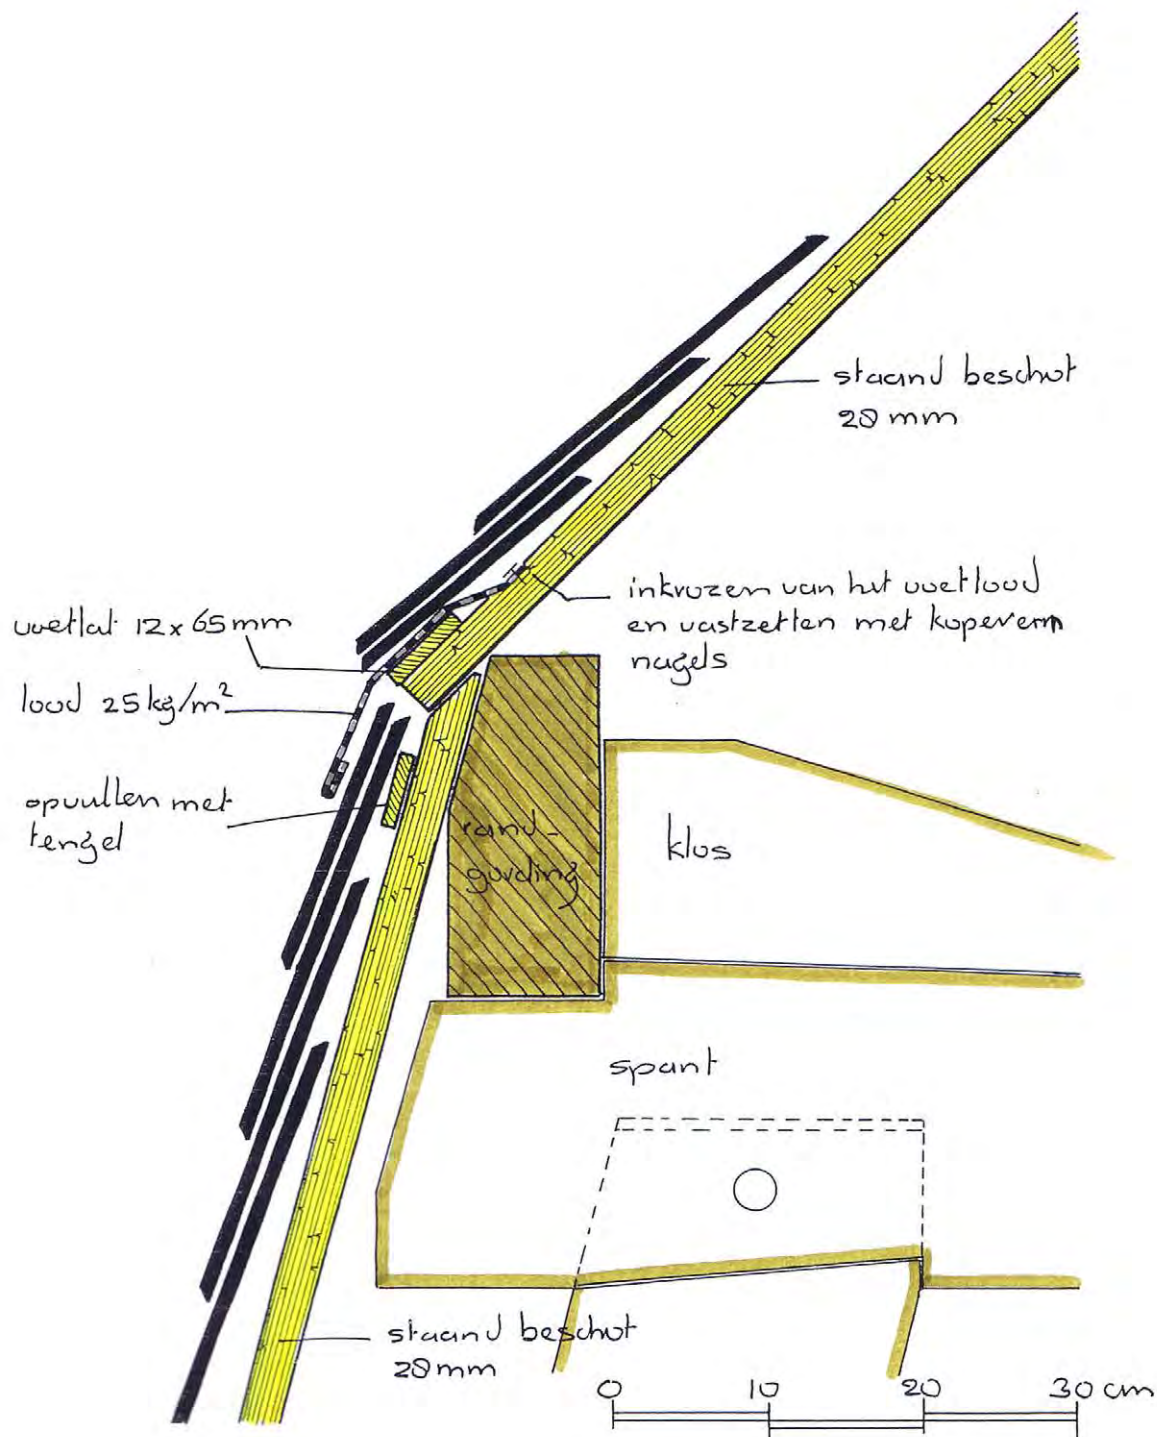 staand beschot
28 mm
inkrozen van het voetlood
en vastzetten met koperen
nagels
voetlat 12 x 65 mm
lood 25 kg/m²
opvullen met
tengel
rand-
gording
klos
spant
staand beschot
28 mm
0 10 20 30 cm